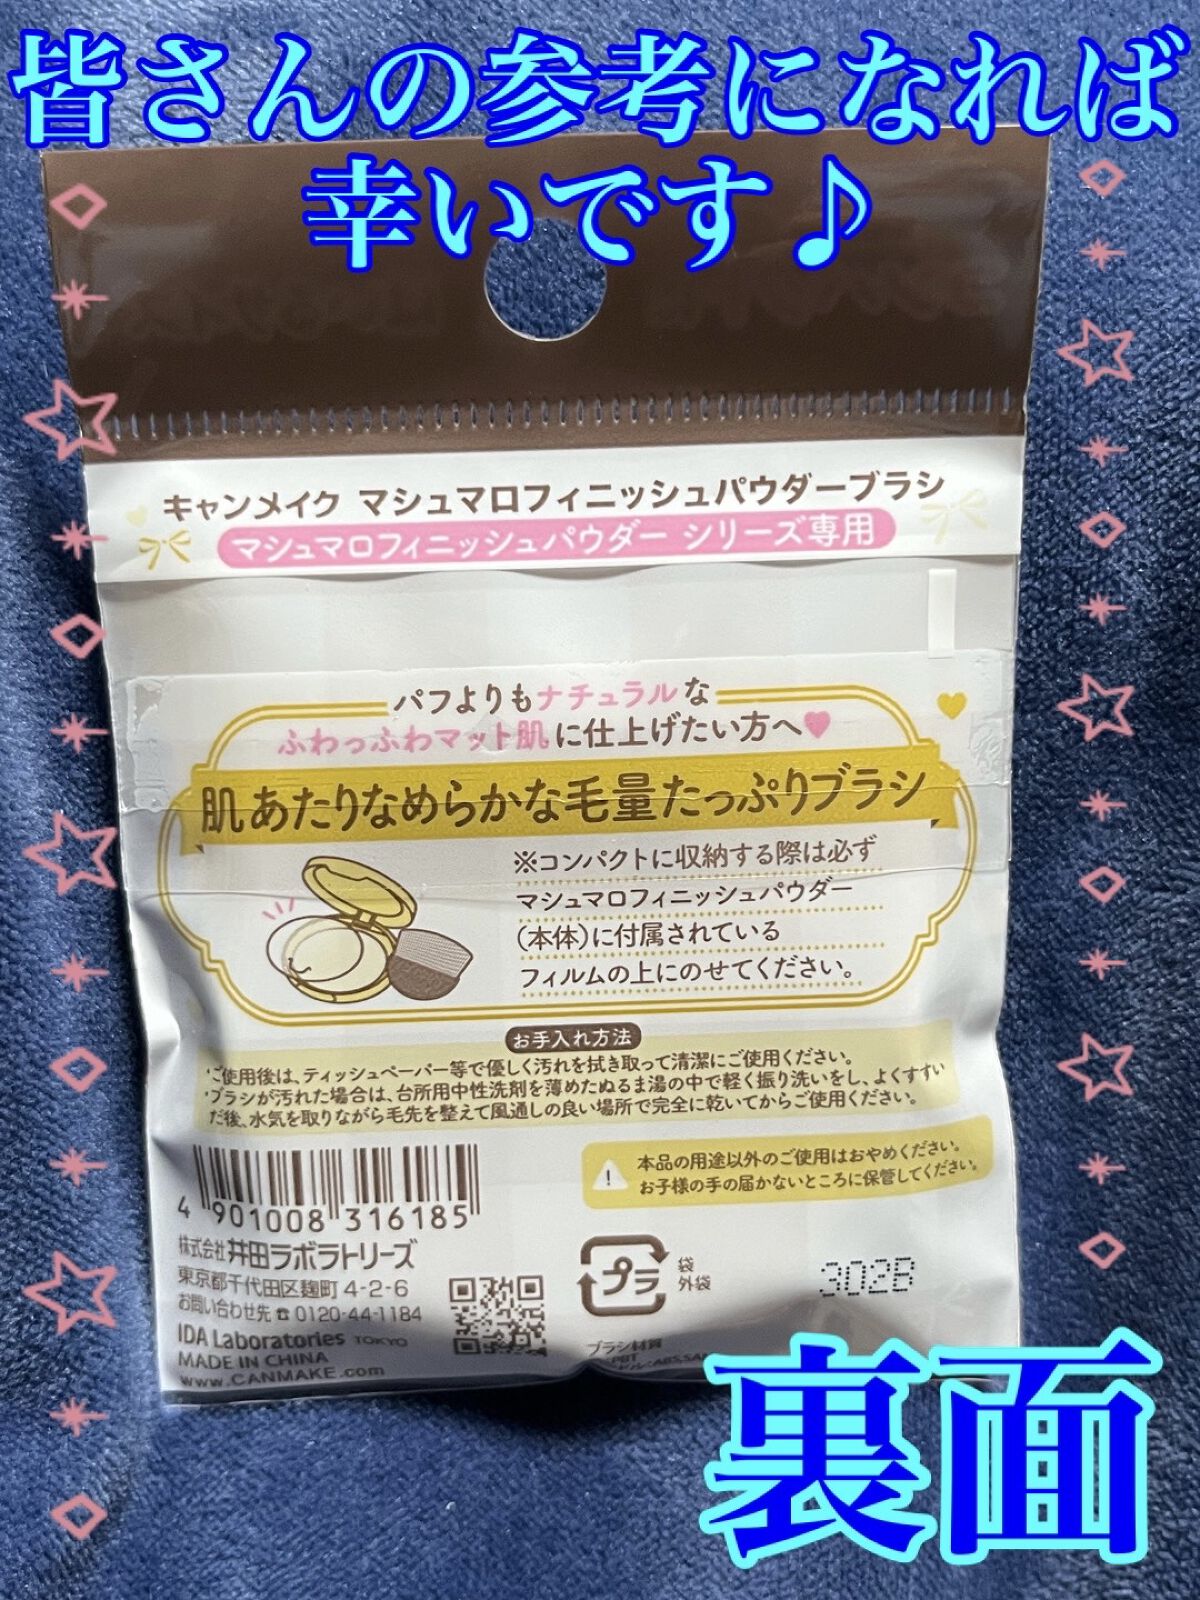 皆さんの参考になれば
幸いです♪
キャンメイク マシュマロフィニッシュパウダーブラシ
マシュマロフィニッシュパウダー シリーズ専用
パフよりもナチュラルな
ふわっふわマット肌に仕上げたい方へ♥
肌あたりなめらかな毛量たっぷりブラシ
※コンパクトに収納する際は必ず
マシュマロフィニッシュパウダー
(本体)に付属されている
フィルムの上にのせてください。
お手入れ方法
・ご使用後は、ティッシュペーパー等で優しく汚れを拭き取って清潔にご使用ください。
・ブラシが汚れた場合は、台所用中性洗剤を薄めたぬるま湯の中で軽く振り洗いをし、よくすすい
だ後、水気を取りながら毛先を整えて風通しの良い場所で完全に乾いてからご使用ください。
本品の用途以外のご使用はおやめください。
お子様の手の届かないところに保管してください。
4 901008 316185
株式会社 井田ラボラトリーズ
東京都千代田区麹町 4-2-6
お問い合わせ先 ☎ 0120-44-1184
IDA Laboratories TOKYO
MADE IN CHINA
www.CANMAKE.com
プラ
袋
外袋
302B
ブラシ材質
PBT
裏面